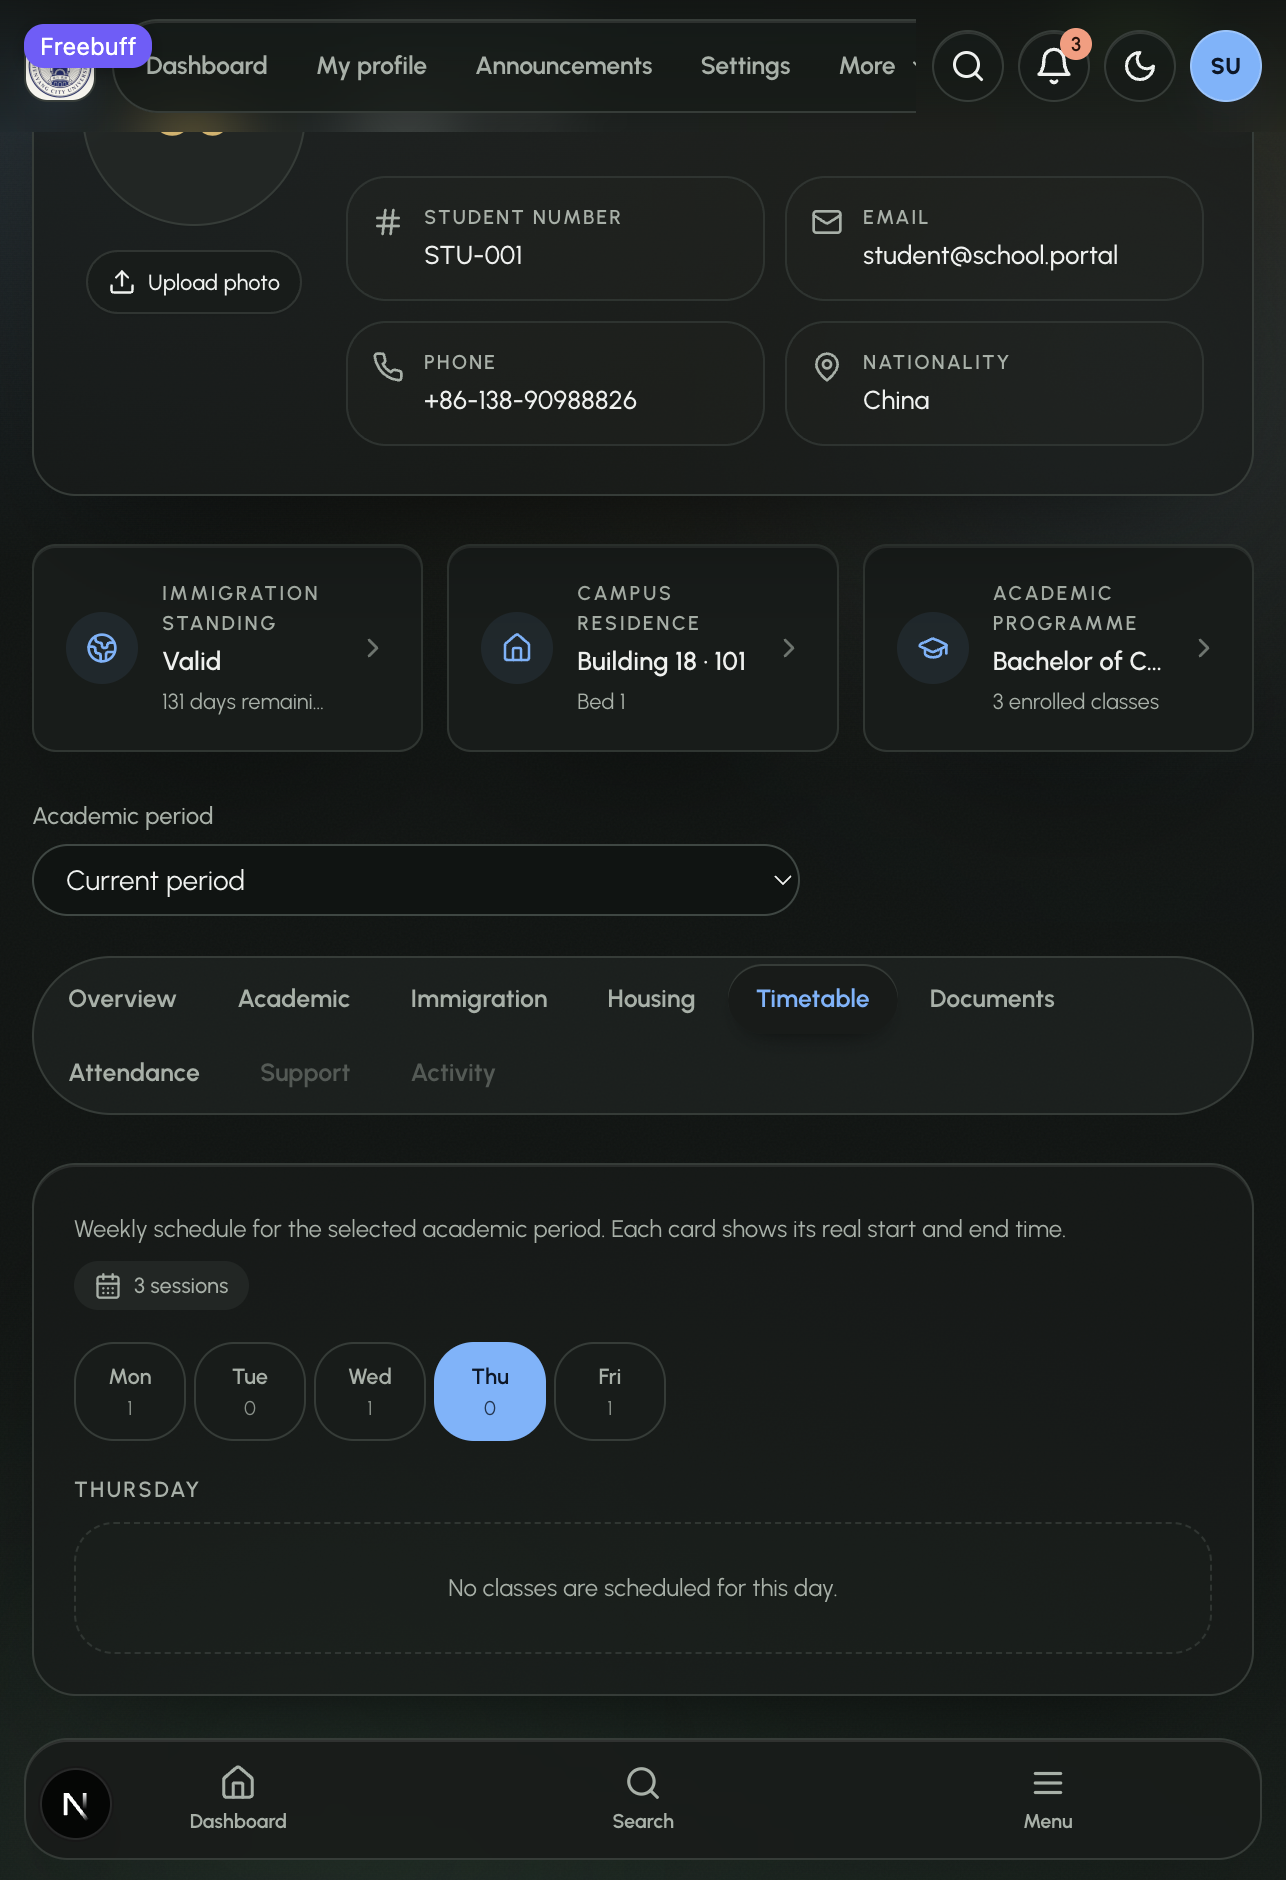 Freebuff
Dashboard
My profile
Announcements
Settings
More
3
SU
STUDENT NUMBER
STU-001
EMAIL
student@school.portal
Upload photo
PHONE
+86-138-90988826
NATIONALITY
China
IMMIGRATION
STANDING
Valid
131 days remaini...
CAMPUS
RESIDENCE
Building 18 · 101
Bed 1
ACADEMIC
PROGRAMME
Bachelor of C...
3 enrolled classes
Academic period
Current period
Overview
Academic
Immigration
Housing
Timetable
Documents
Attendance
Support
Activity
Weekly schedule for the selected academic period. Each card shows its real start and end time.
3 sessions
Mon
1
Tue
0
Wed
1
Thu
0
Fri
1
THURSDAY
No classes are scheduled for this day.
N
Dashboard
Search
Menu